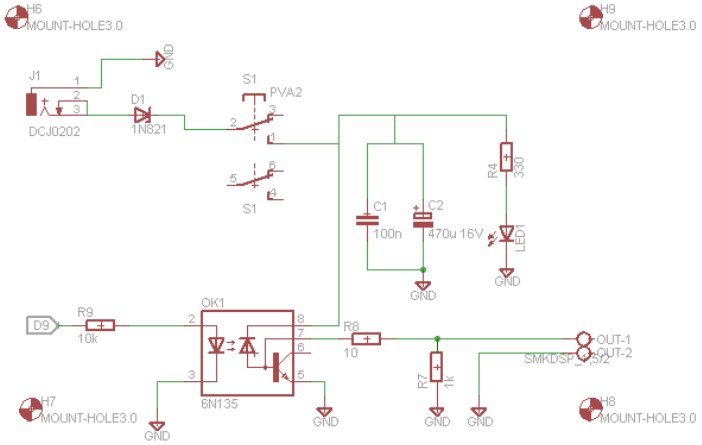 H6
MOUNT-HOLE3.0
H9
MOUNT-HOLE3.0
J1
1
2
3
DCJ0202
GND
D1
1N821
S1
PVA2
2
3
1
5
6
4
S1
C1
100n
C2
470u 16V
GND
R4
330
LED1
GND
D9
R9
10k
OK1
2
3
8
7
6
5
6N135
GND
GND
R8
10
R7
1k
GND
GND
OUT-1
OUT-2
SMKDSP_1,5/2
H7
MOUNT-HOLE3.0
H8
MOUNT-HOLE3.0